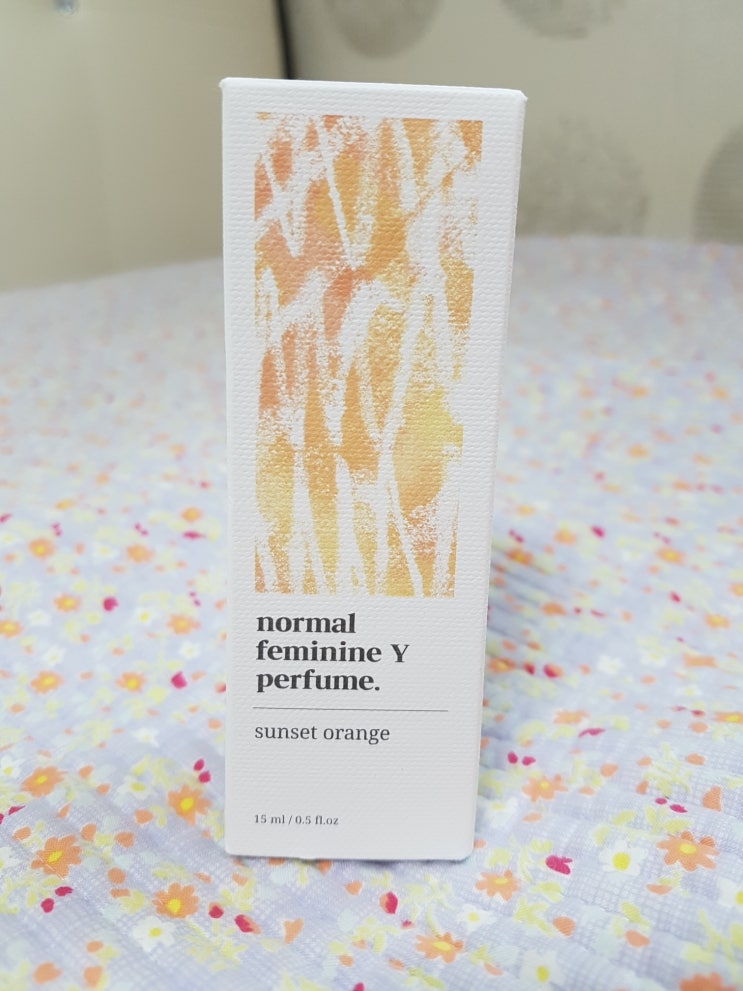 normal
feminine Y
perfume.
sunset orange
15 ml / 0.5 fl.oz